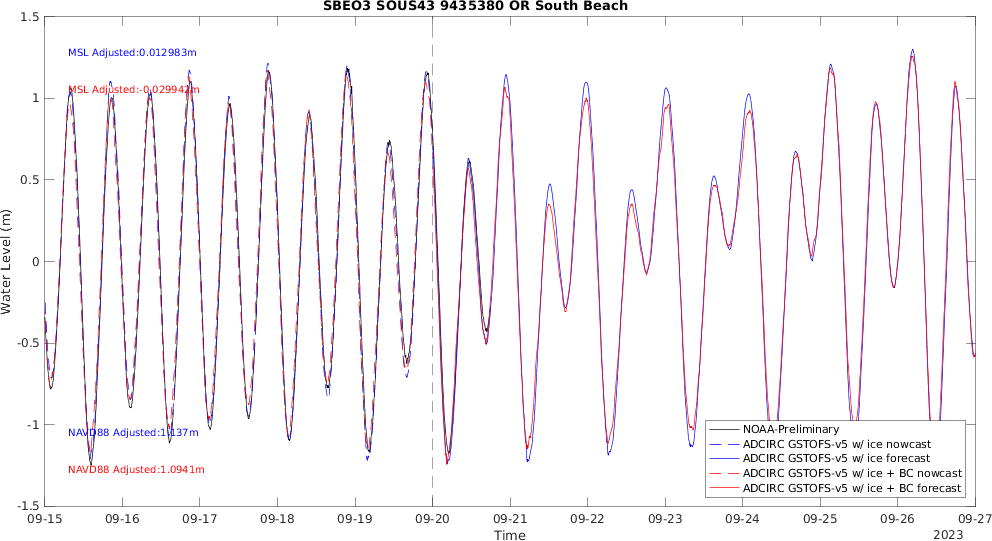 SBEO3 SOUS43 9435380 OR South Beach
1.5
1
0.5
0
-0.5
-1
-1.5
Water Level (m)
MSL Adjusted:0.012983m
MSL Adjusted:-0.029942m
NAVD88 Adjusted:1.137m
NAVD88 Adjusted:1.0941m
NOAA-Preliminary
ADCIRC GSTOFS-v5 w/ ice nowcast
ADCIRC GSTOFS-v5 w/ ice forecast
ADCIRC GSTOFS-v5 w/ ice + BC nowcast
ADCIRC GSTOFS-v5 w/ ice + BC forecast
09-15 09-16 09-17 09-18 09-19 09-20 09-21 09-22 09-23 09-24 09-25 09-26 09-27
Time
2023